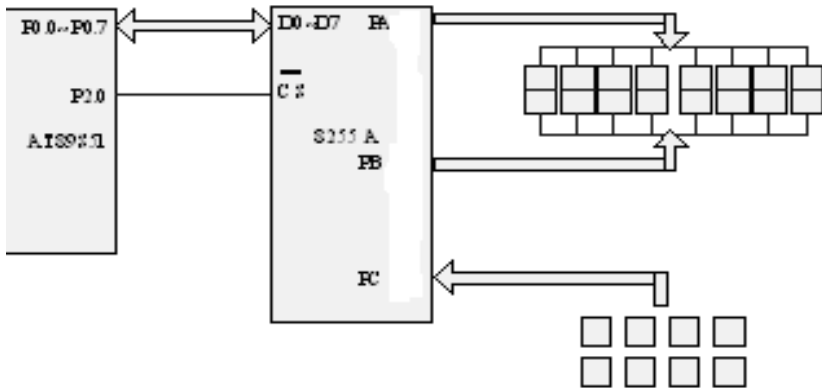 P0.0~P0.7
D0~D7 PA
P2.0
CS
AT89S51
8255A
PB
PC